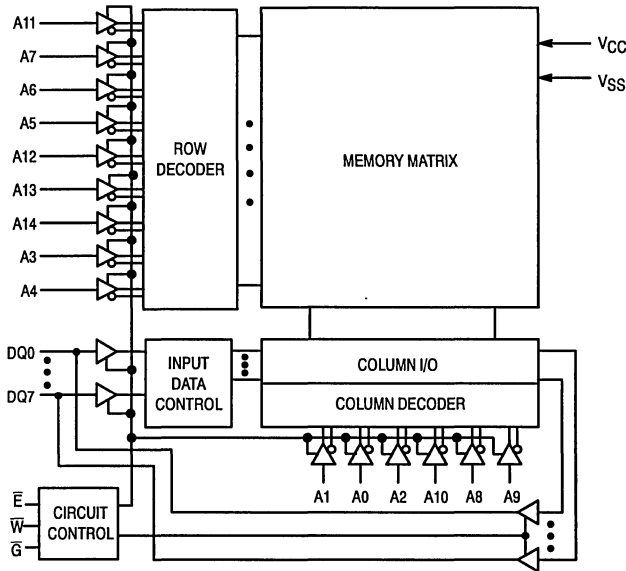 A11
A7
A6
A5
A12
A13
A14
A3
A4
ROW
DECODER
MEMORY MATRIX
VCC
VSS
DQ0
DQ7
INPUT
DATA
CONTROL
COLUMN I/O
COLUMN DECODER
A1 A0 A2 A10 A8 A9
E̅
W̅
G̅
CIRCUIT
CONTROL